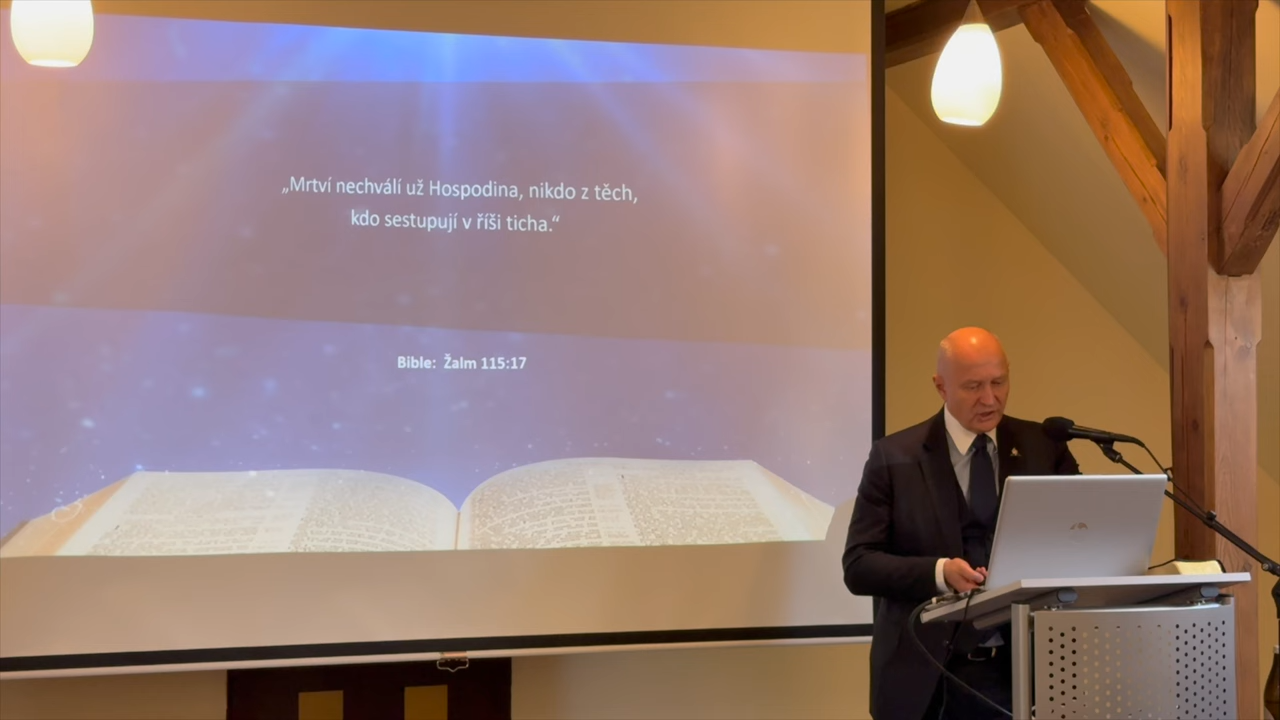 „Mrtví nechválí už Hospodina, nikdo z těch,
kdo sestupují v říši ticha.“
Bible: Žalm 115:17